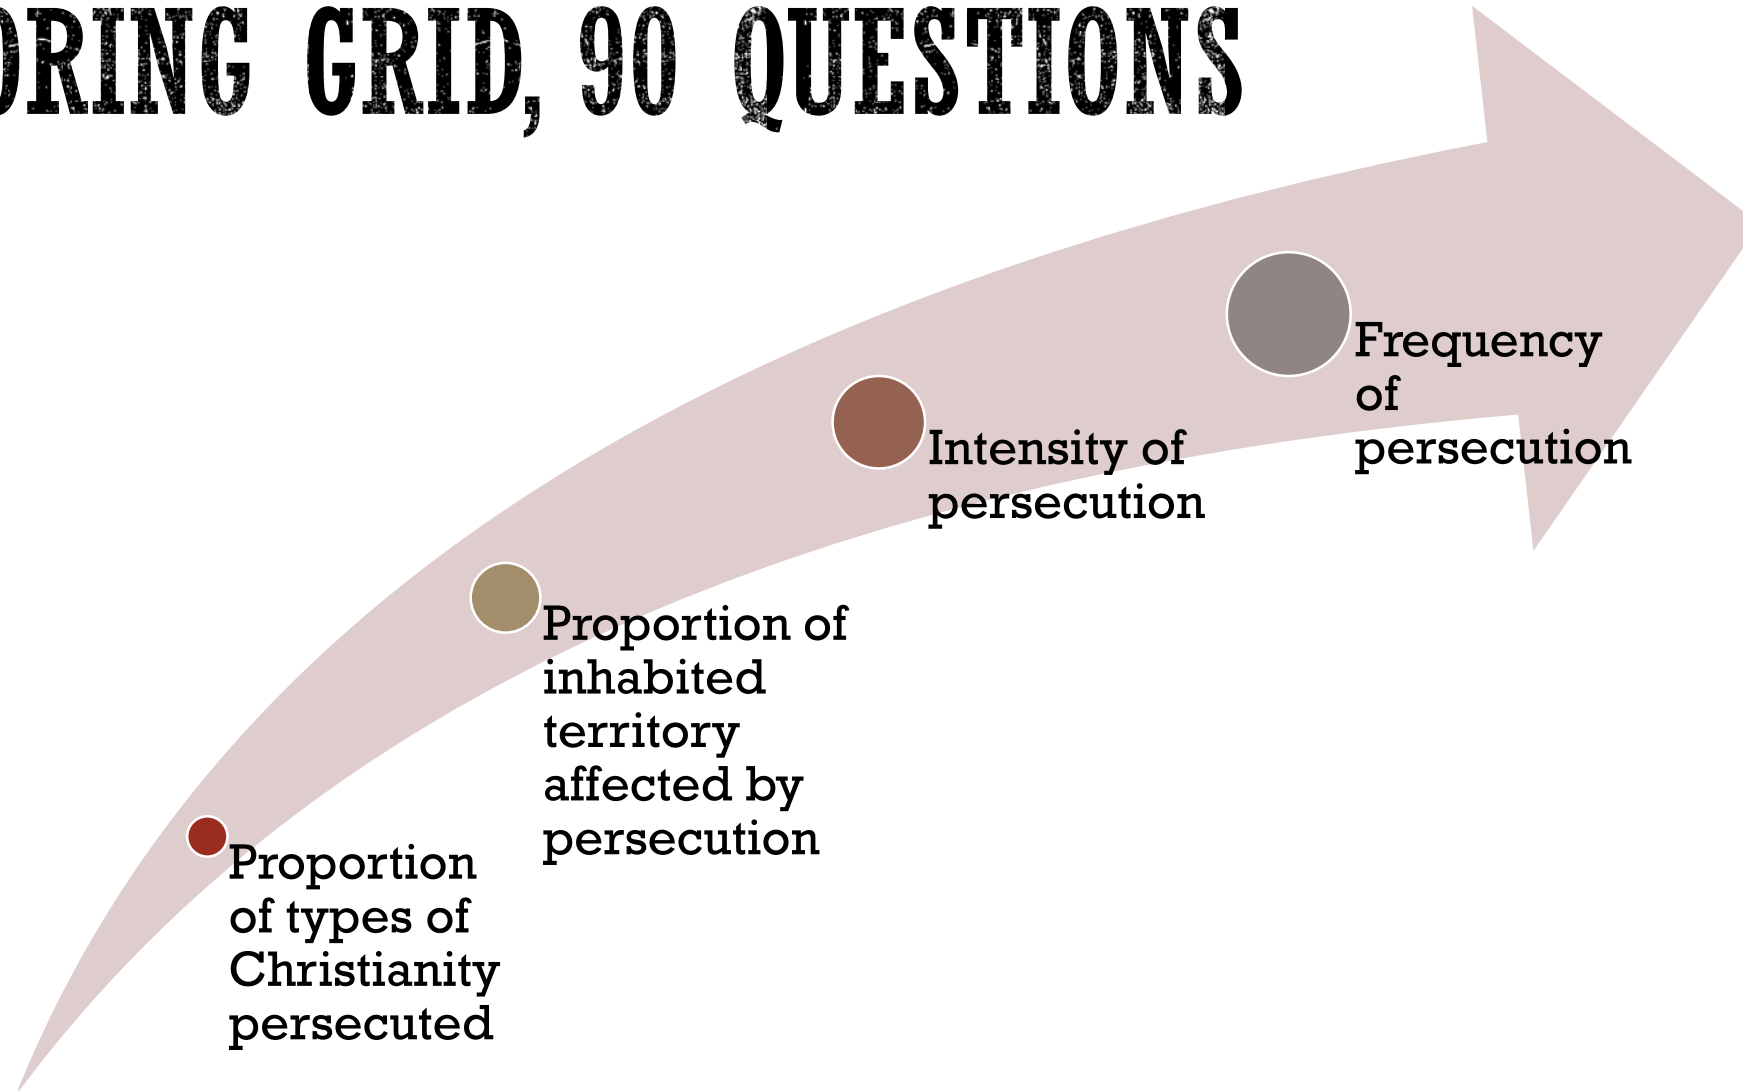 ORING GRID, 90 QUESTIONS
Frequency
of
persecution
Intensity of
persecution
Proportion of
inhabited
territory
affected by
persecution
Proportion
of types of
Christianity
persecuted